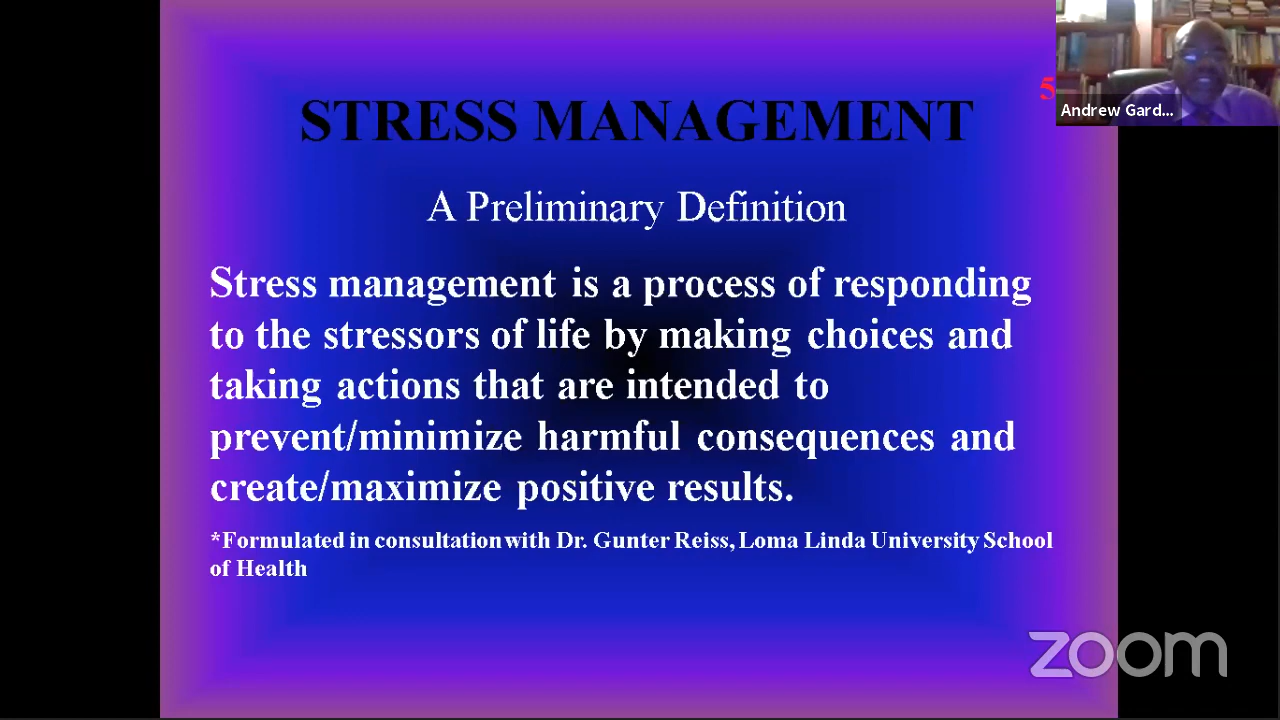 5
Andrew Gard...
STRESS MANAGEMENT
A Preliminary Definition
Stress management is a process of responding
to the stressors of life by making choices and
taking actions that are intended to
prevent/minimize harmful consequences and
create/maximize positive results.
*Formulated in consultation with Dr. Gunter Reiss, Loma Linda University School
of Health
zoom